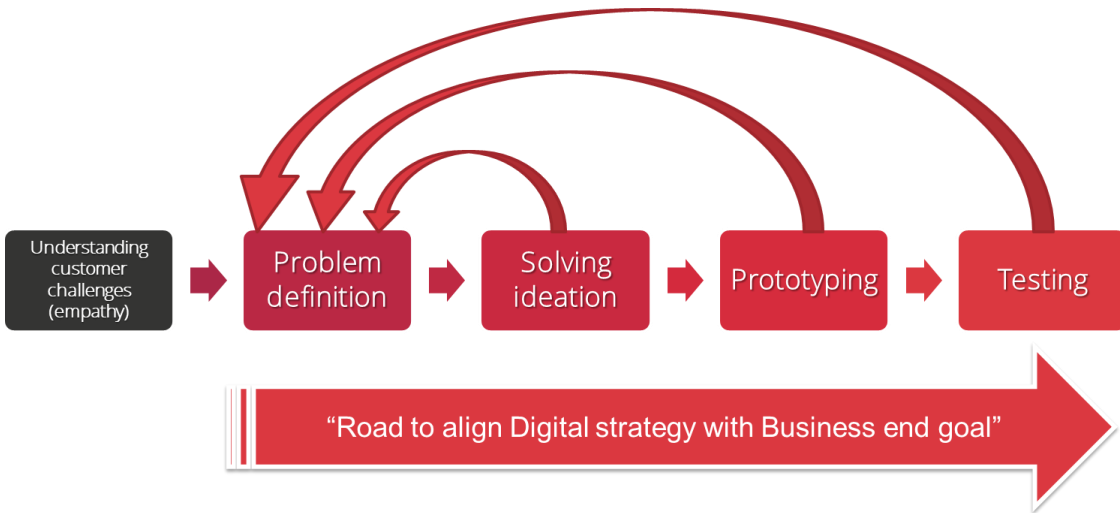 Understanding
customer
challenges
(empathy)
Problem
definition
Solving
ideation
Prototyping
Testing
“Road to align Digital strategy with Business end goal”